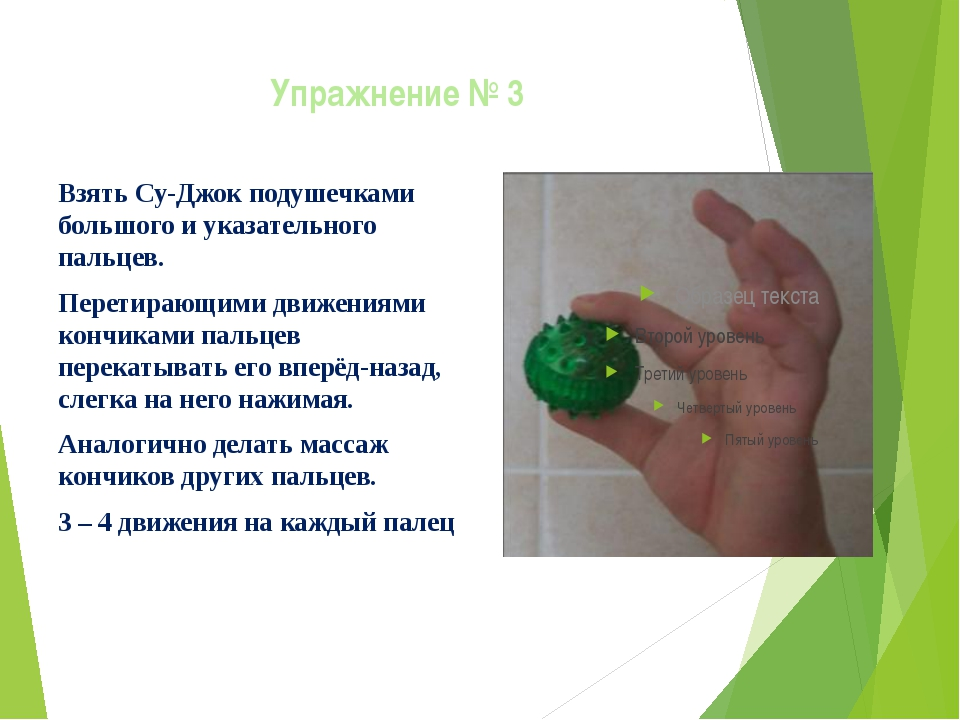 Упражнение № 3
Взять Су-Джок подушечками
большого и указательного
пальцев.
Перетирающими движениями
кончиками пальцев
перекатывать его вперёд-назад,
слегка на него нажимая.
Аналогично делать массаж
кончиков других пальцев.
3 – 4 движения на каждый палец
Образец текста
Второй уровень
Третий уровень
Четвертый уровень
Пятый уровень